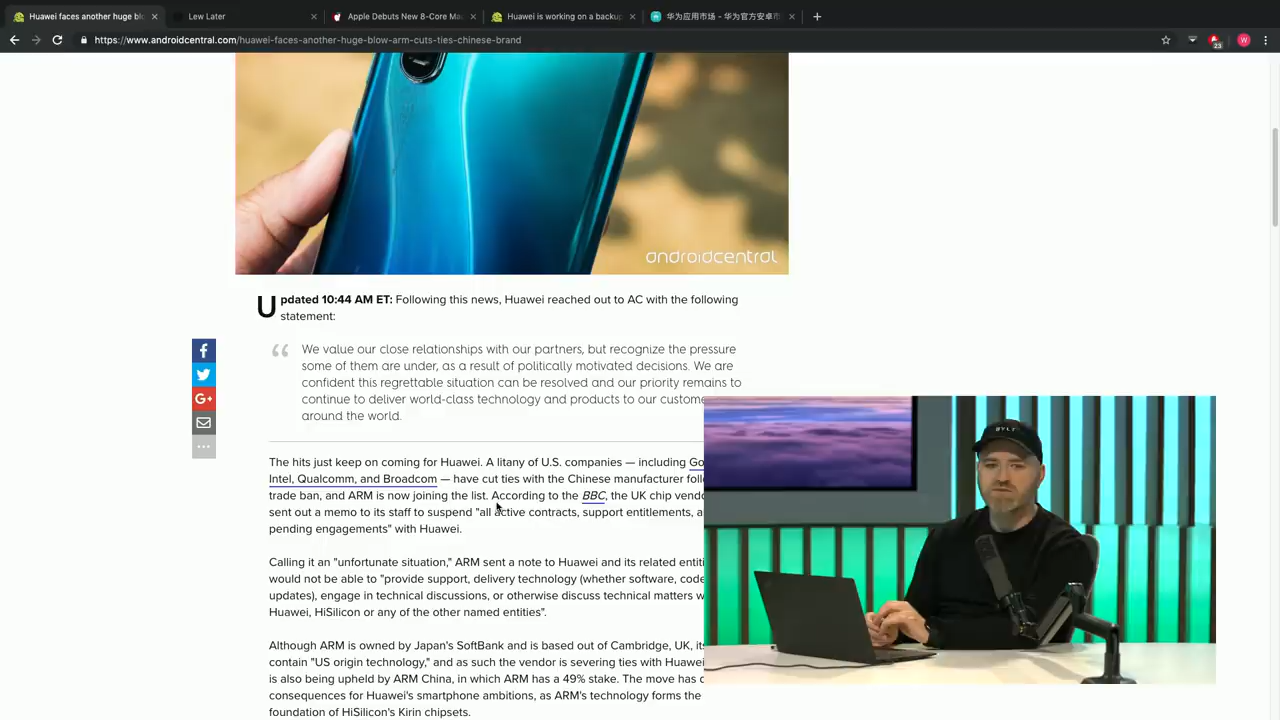 Huawei faces another huge blo
Lew Later
Apple Debuts New 8-Core Mac
Huawei is working on a backup
华为应用市场 - 华为官方安卓市
https://www.androidcentral.com/huawei-faces-another-huge-blow-arm-cuts-ties-chinese-brand
23
W
androidcentral
Updated 10:44 AM ET: Following this news, Huawei reached out to AC with the following
statement:
We value our close relationships with our partners, but recognize the pressure
some of them are under, as a result of politically motivated decisions. We are
confident this regrettable situation can be resolved and our priority remains to
continue to deliver world-class technology and products to our custome
around the world.
The hits just keep on coming for Huawei. A litany of U.S. companies — including Go
Intel, Qualcomm, and Broadcom — have cut ties with the Chinese manufacturer foll
trade ban, and ARM is now joining the list. According to the BBC, the UK chip vendo
sent out a memo to its staff to suspend "all active contracts, support entitlements, a
pending engagements" with Huawei.
Calling it an "unfortunate situation," ARM sent a note to Huawei and its related entiti
would not be able to "provide support, delivery technology (whether software, code
updates), engage in technical discussions, or otherwise discuss technical matters w
Huawei, HiSilicon or any of the other named entities".
Although ARM is owned by Japan's SoftBank and is based out of Cambridge, UK, its
contain "US origin technology," and as such the vendor is severing ties with Huawei
is also being upheld by ARM China, in which ARM has a 49% stake. The move has d
consequences for Huawei's smartphone ambitions, as ARM's technology forms the
foundation of HiSilicon's Kirin chipsets.